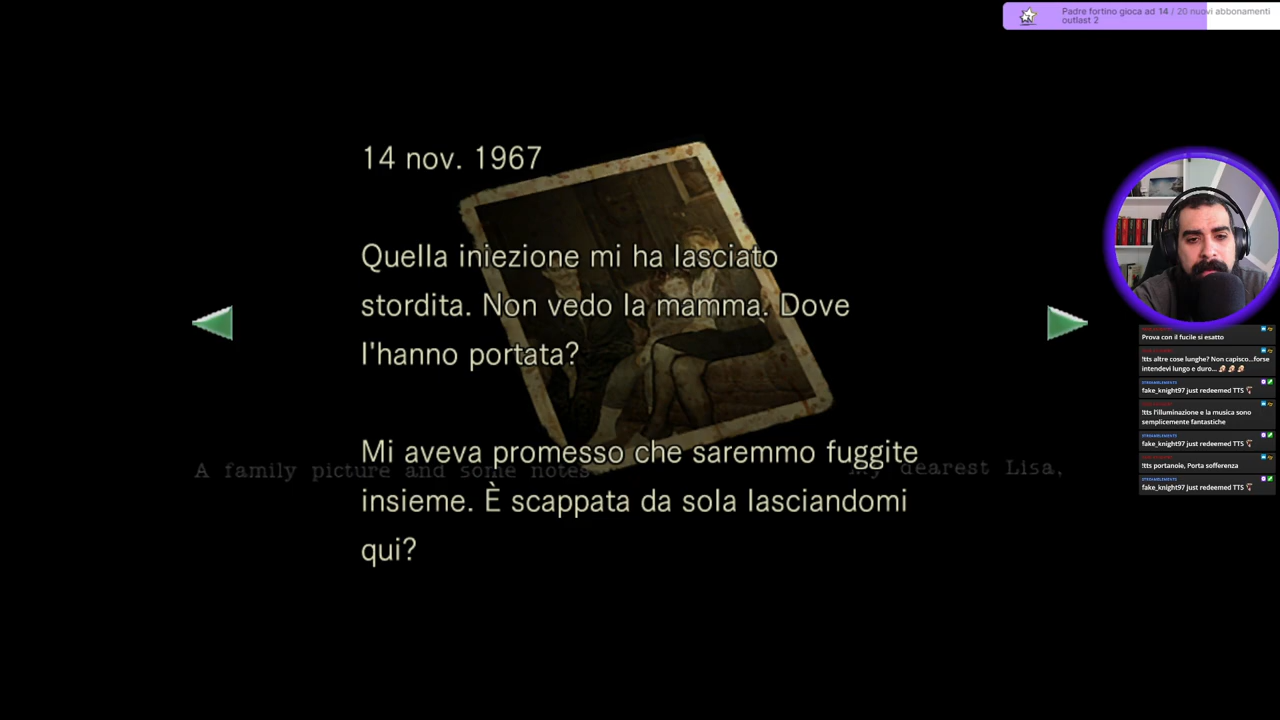 Padre fortino gioca ad 14 / 20 nuovi abbonamenti
outlast 2
14 nov. 1967
Quella iniezione mi ha lasciato
stordita. Non vedo la mamma. Dove
l'hanno portata?
Mi aveva promesso che saremmo fuggite
A family picture and some notes
My dearest Lisa,
insieme. È scappata da sola lasciandomi
qui?
Prova con il fucile si esatto
!tts altre cose lunghe? Non capisco...forse
intendevi lungo e duro...
fake_knight97 just redeemed TTS
!tts l'illuminazione e la musica sono
semplicemente fantastiche
fake_knight97 just redeemed TTS
!tts portanoie, Porta sofferenza
fake_knight97 just redeemed TTS